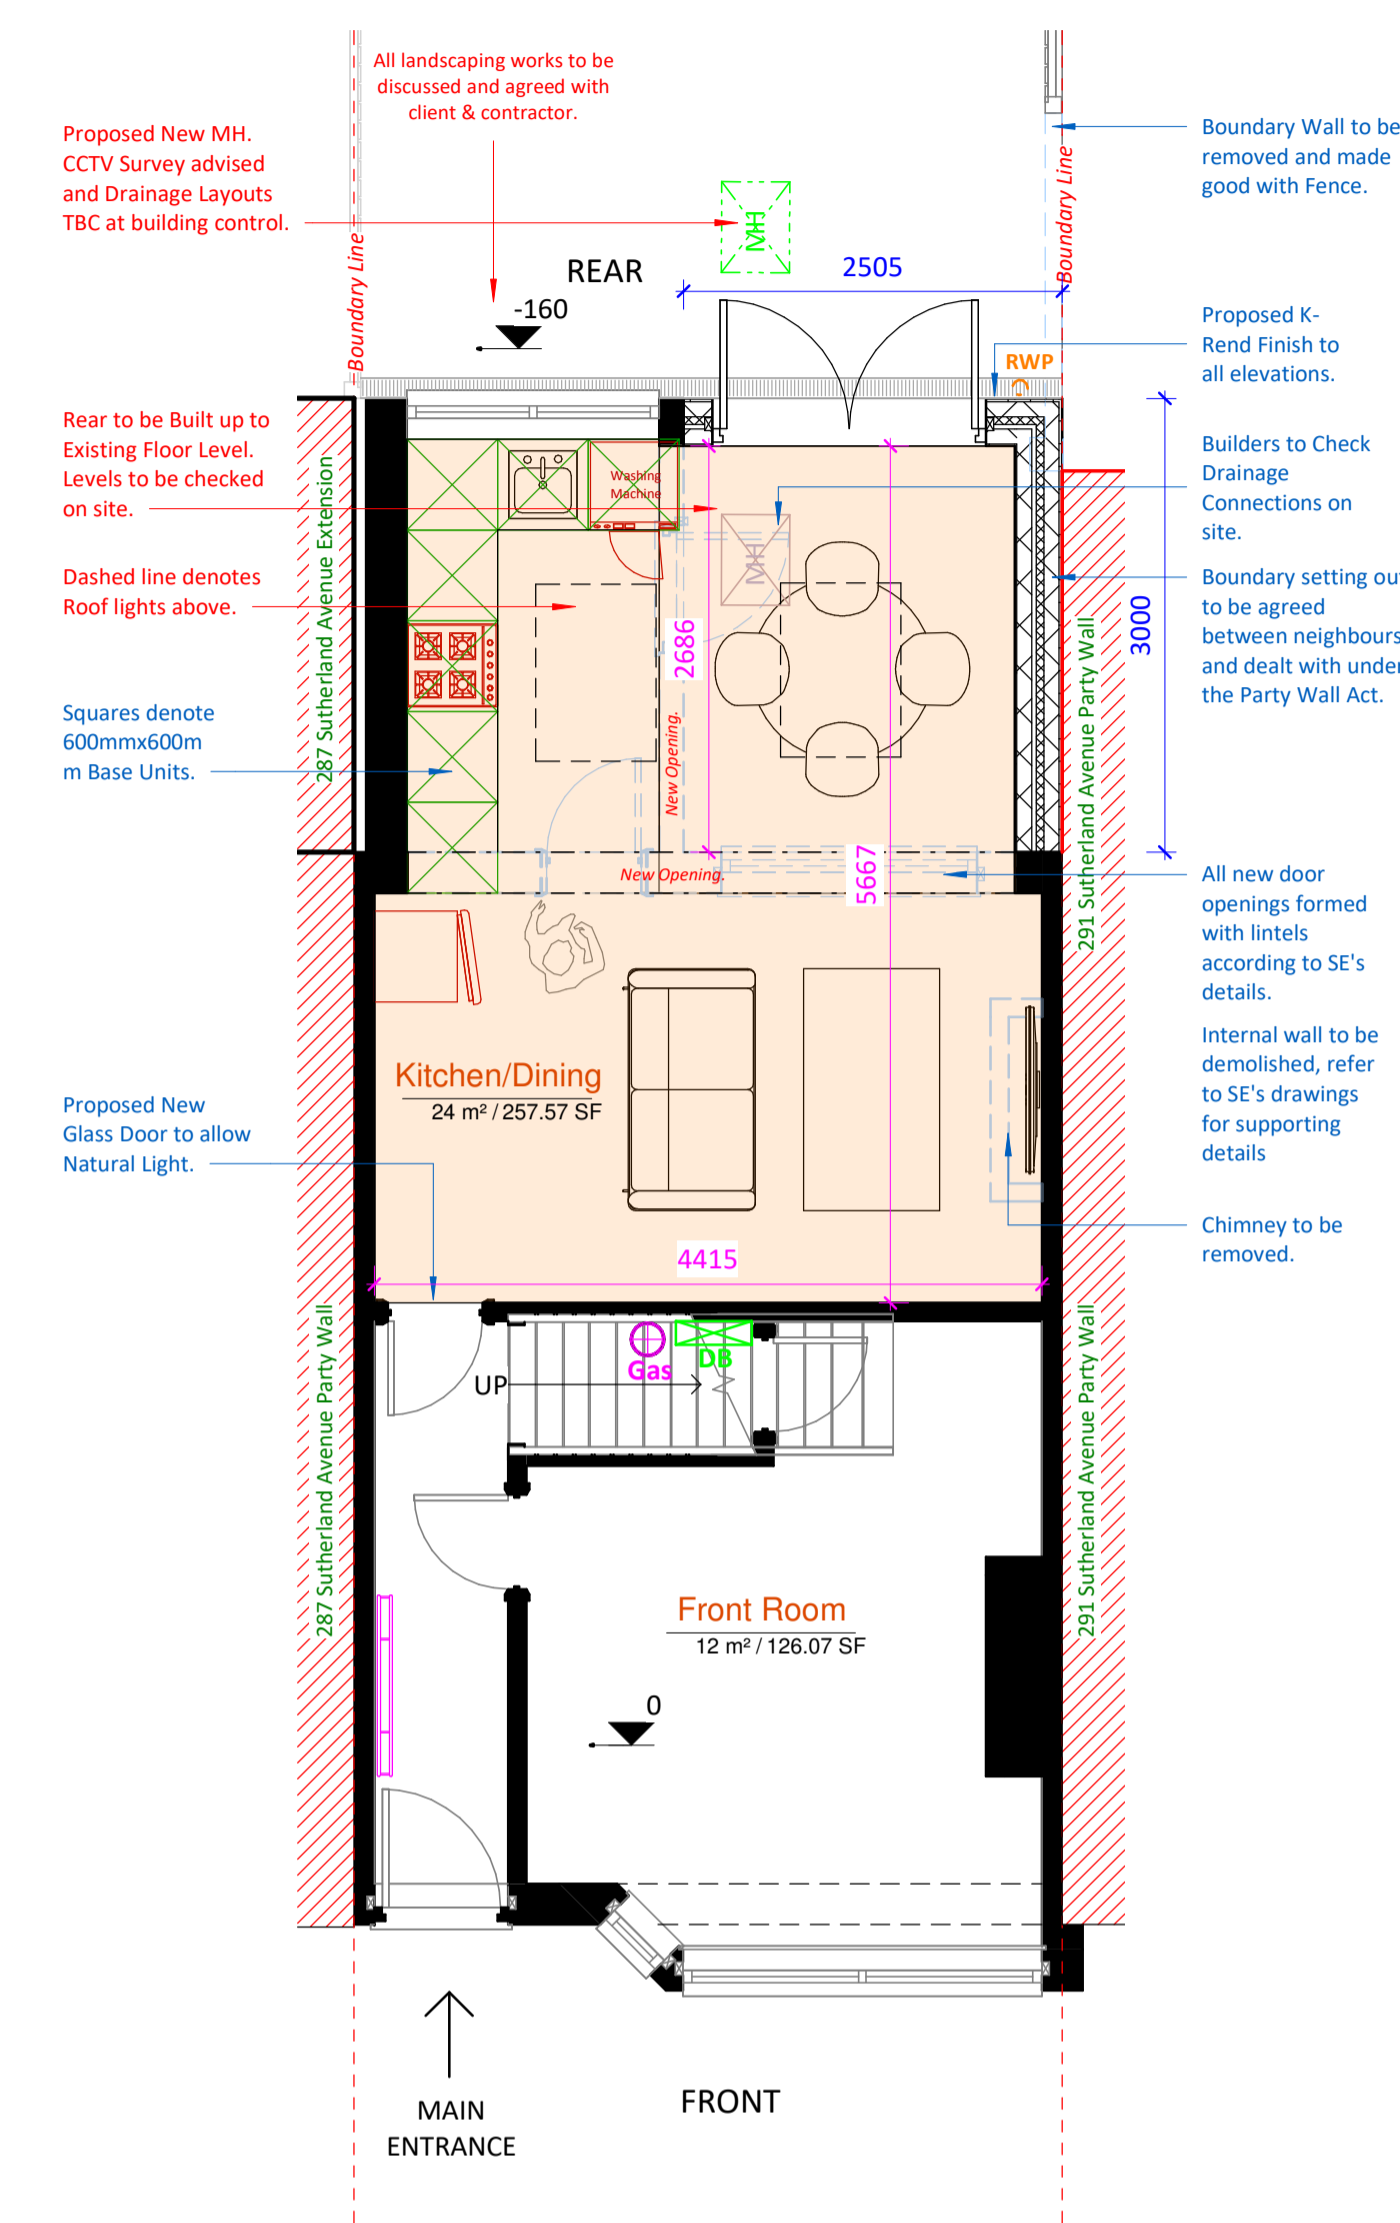 All landscaping works to be
discussed and agreed with
client & contractor.
Proposed New MH.
CCTV Survey advised
and Drainage Layouts
TBC at building control.
Boundary Wall to be
removed and made
good with Fence.
Boundary Line
Boundary Line
MH
REAR
2505
-160
Proposed K-
Rend Finish to
all elevations.
RWP
Rear to be Built up to
Existing Floor Level.
Levels to be checked
on site.
Builders to Check
Drainage
Connections on
site.
287 Sutherland Avenue Extension
Washing
Machine
MH
Dashed line denotes
Roof lights above.
Boundary setting out
to be agreed
between neighbours
and dealt with under
the Party Wall Act.
3000
2686
291 Sutherland Avenue Party Wall
Squares denote
600mmx600m
m Base Units.
New Opening.
New Opening.
5667
All new door
openings formed
with lintels
according to SE's
details.
Internal wall to be
demolished, refer
to SE's drawings
for supporting
details
Kitchen/Dining
24 m² / 257.57 SF
Proposed New
Glass Door to allow
Natural Light.
Chimney to be
removed.
4415
287 Sutherland Avenue Party Wall
291 Sutherland Avenue Party Wall
Gas
DB
UP
Front Room
12 m² / 126.07 SF
0
MAIN
ENTRANCE
FRONT